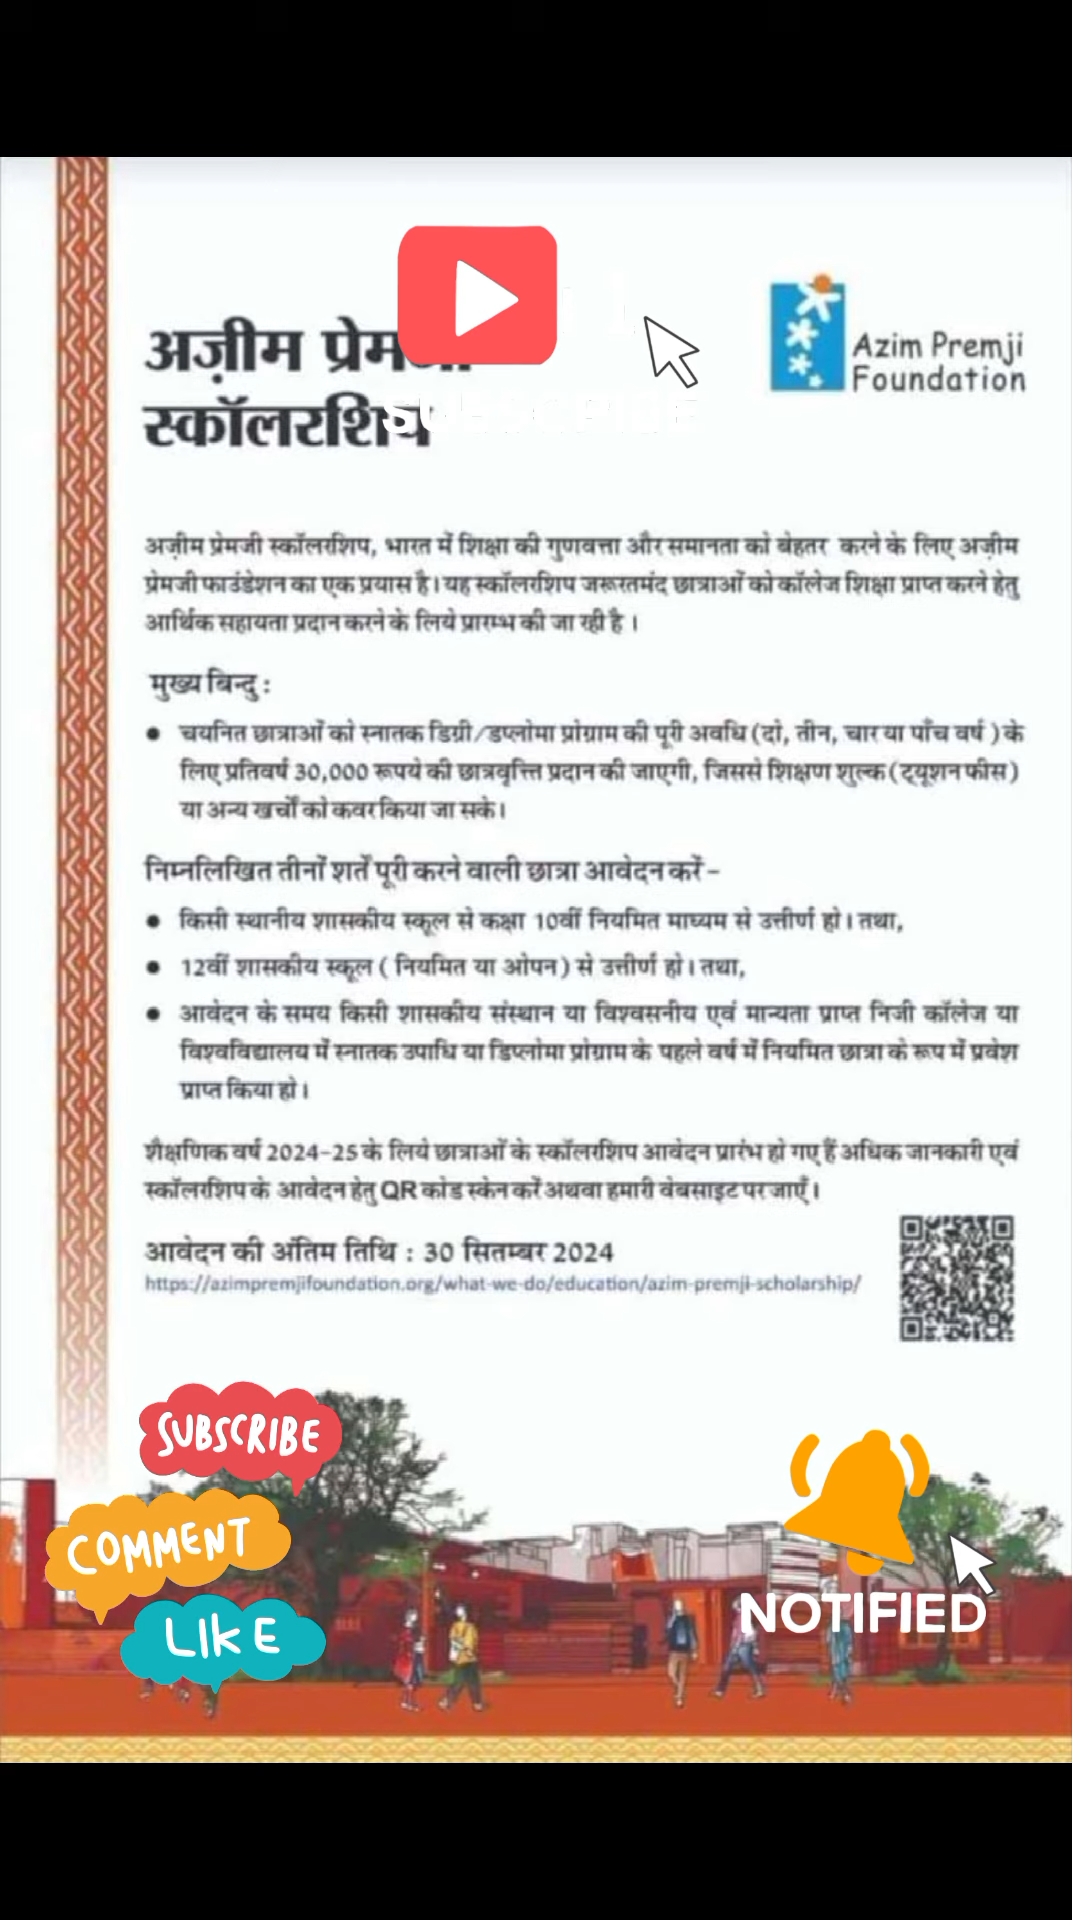 अज़ीम
स्कॉलरशिप
Azim Premji
Foundation
अज़ीम प्रेमजी स्कॉलरशिप, भारत में शिक्षा की गुणवत्ता और समानता को बेहतर करने के लिए अज़ीम
प्रेमजी फाउंडेशन का एक प्रयास है। यह स्कॉलरशिप जरूरतमंद छात्राओं को कॉलेज शिक्षा प्राप्त करने हेतु
आर्थिक सहायता प्रदान करने के लिये प्रारम्भ की जा रही है ।
मुख्य बिन्दु :
● चयनित छात्राओं को स्नातक डिग्री/डिप्लोमा प्रोग्राम की पूरी अवधि (दो, तीन, चार या पाँच वर्ष ) के
लिए प्रतिवर्ष 30,000 रूपये की छात्रवृत्ति प्रदान की जाएगी, जिससे शिक्षण शुल्क (ट्यूशन फीस)
या अन्य खर्चों को कवर किया जा सके।
निम्नलिखित तीनों शर्तें पूरी करने वाली छात्रा आवेदन करें –
● किसी स्थानीय शासकीय स्कूल से कक्षा 10वीं नियमित माध्यम से उत्तीर्ण हो। तथा,
● 12वीं शासकीय स्कूल ( नियमित या ओपन) से उत्तीर्ण हो। तथा,
● आवेदन के समय किसी शासकीय संस्थान या विश्वसनीय एवं मान्यता प्राप्त निजी कॉलेज या
विश्वविद्यालय में स्नातक उपाधि या डिप्लोमा प्रोग्राम के पहले वर्ष में नियमित छात्रा के रूप में प्रवेश
प्राप्त किया हो।
शैक्षणिक वर्ष 2024-25 के लिये छात्राओं के स्कॉलरशिप आवेदन प्रारंभ हो गए हैं अधिक जानकारी एवं
स्कॉलरशिप के आवेदन हेतु QR कोड स्केन करें अथवा हमारी वेबसाइट पर जाएँ।
आवेदन की अंतिम तिथि : 30 सितम्बर 2024
https://azimpremjifoundation.org/what-we-do/education/azim-premji-scholarship/
SUBSCRIBE
COMMENT
LIKE
NOTIFIED